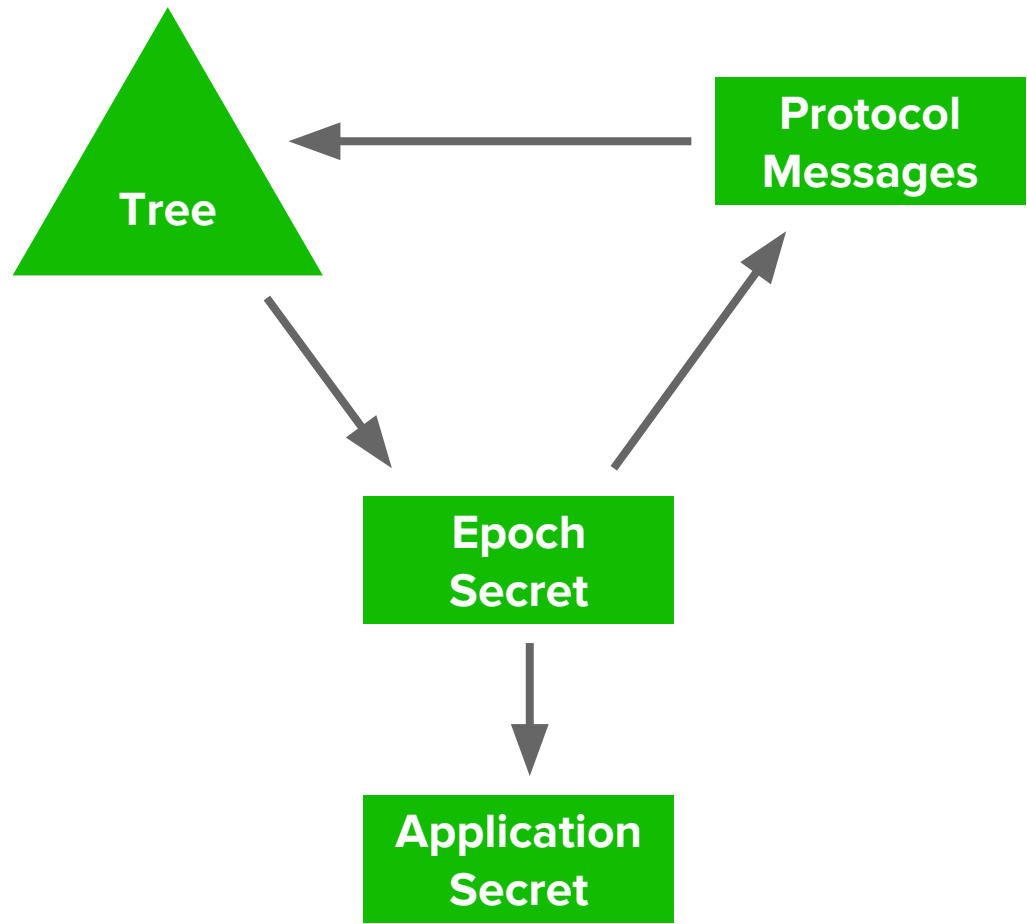 Tree
Protocol
Messages
Epoch
Secret
Application
Secret